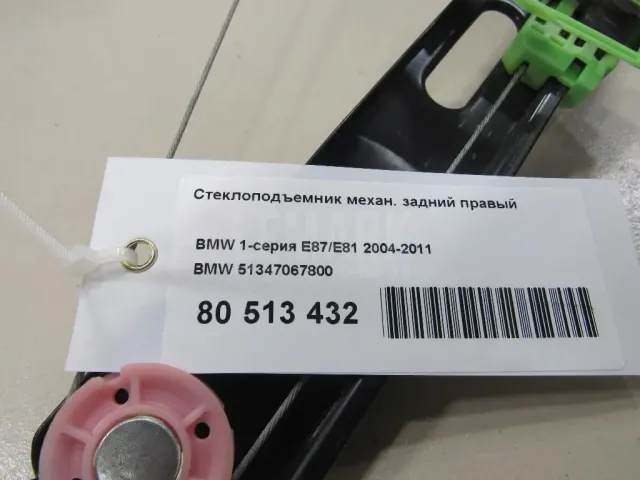 Стеклоподъемник механ. задний правый
BMW 1-серия E87/E81 2004-2011
BMW 51347067800
80 513 432